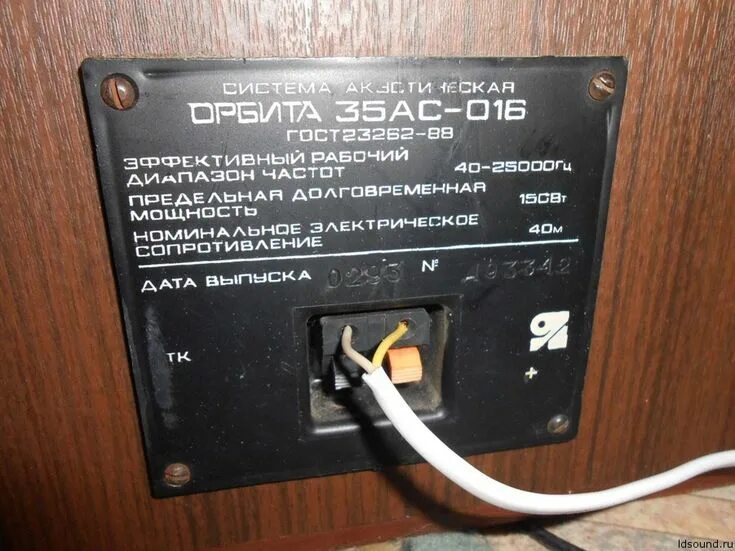 СИСТЕМА АКУСТИЧЕСКАЯ
ОРБИТА 35АС-016
ГОСТ23262-88
ЭФФЕКТИВНЫЙ РАБОЧИЙ
ДИАПАЗОН ЧАСТОТ 40-25000Гц
ПРЕДЕЛЬНАЯ ДОЛГОВРЕМЕННАЯ
МОЩНОСТЬ 150Вт
НОМИНАЛЬНОЕ ЭЛЕКТРИЧЕСКОЕ
СОПРОТИВЛЕНИЕ 4Ом
ДАТА ВЫПУСКА 0293 №
ТК
+
ldsound.ru